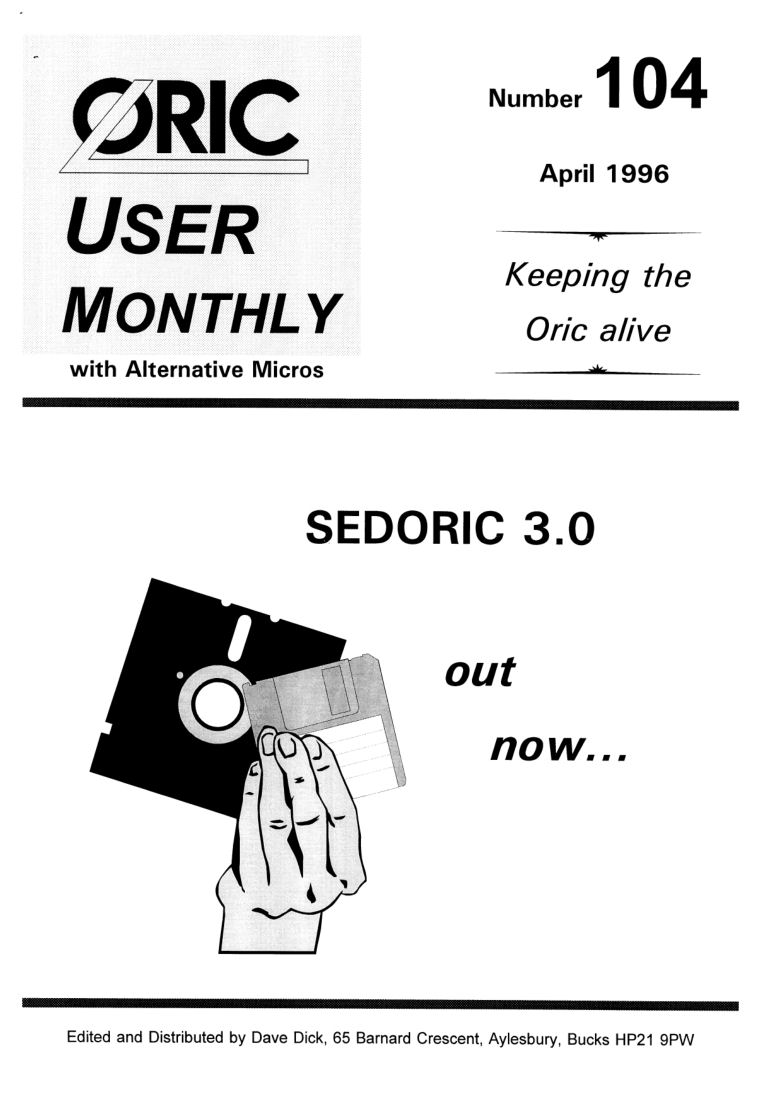 ORIC
USER
MONTHLY
with Alternative Micros
Number 104
April 1996
Keeping the
Oric alive
SEDORIC 3.0
out
now...
Edited and Distributed by Dave Dick, 65 Barnard Crescent, Aylesbury, Bucks HP21 9PW